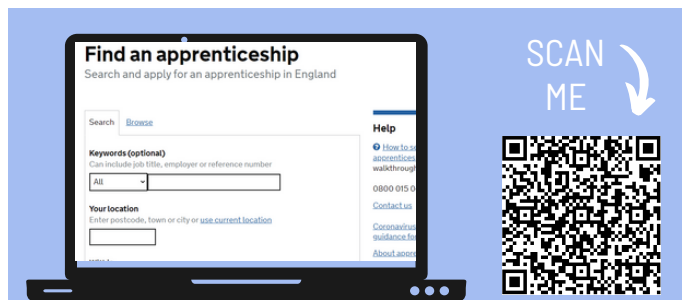 Find an apprenticeship
Search and apply for an apprenticeship in England
Search Browse
Keywords (optional)
Can include job title, employer or reference number
All
Your location
Enter postcode, town or city or use current location
Help
How to se
apprentices
walkthrough
0800 015 0
Contact us
Coronavirus
guidance for
About appre
SCAN
ME